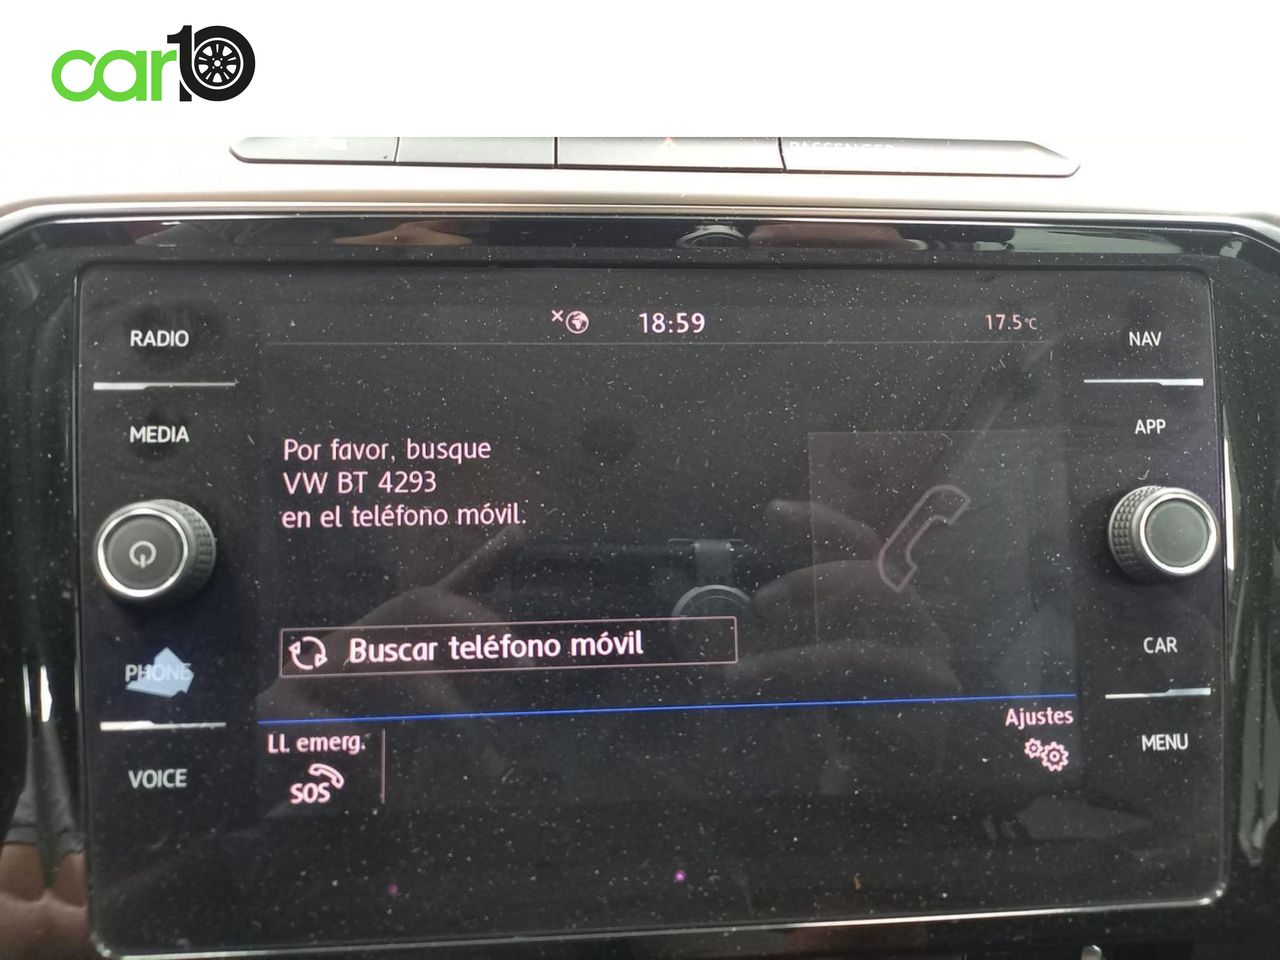 car10
PASSENGER
RADIO
18:59
17.5°C
NAV
MEDIA
APP
Por favor, busque
VW BT 4293
en el teléfono móvil.
Buscar teléfono móvil
PHONE
CAR
Ll. emerg.
SOS
Ajustes
VOICE
MENU